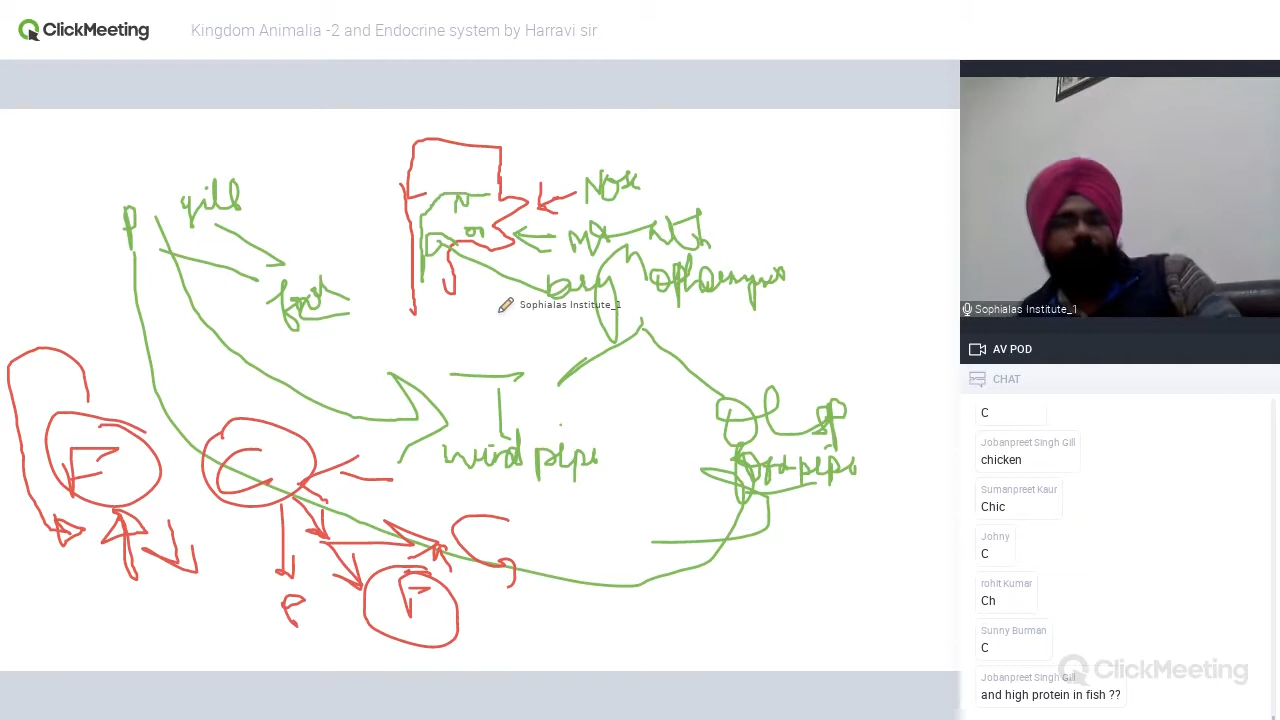 ClickMeeting
Kingdom Animalia -2 and Endocrine system by Harravi sir
gills
P
Nose
N
Sophialas Institute_1
wind pipe
F
C
C
P
F
Sophialas Institute_1
AV POD
CHAT
C
Jobanpreet Singh Gill
chicken
Sumanpreet Kaur
Chic
Johny
C
rohit Kumar
Ch
Sunny Burman
C
ClickMeeting
Jobanpreet Singh Gill
and high protein in fish ??